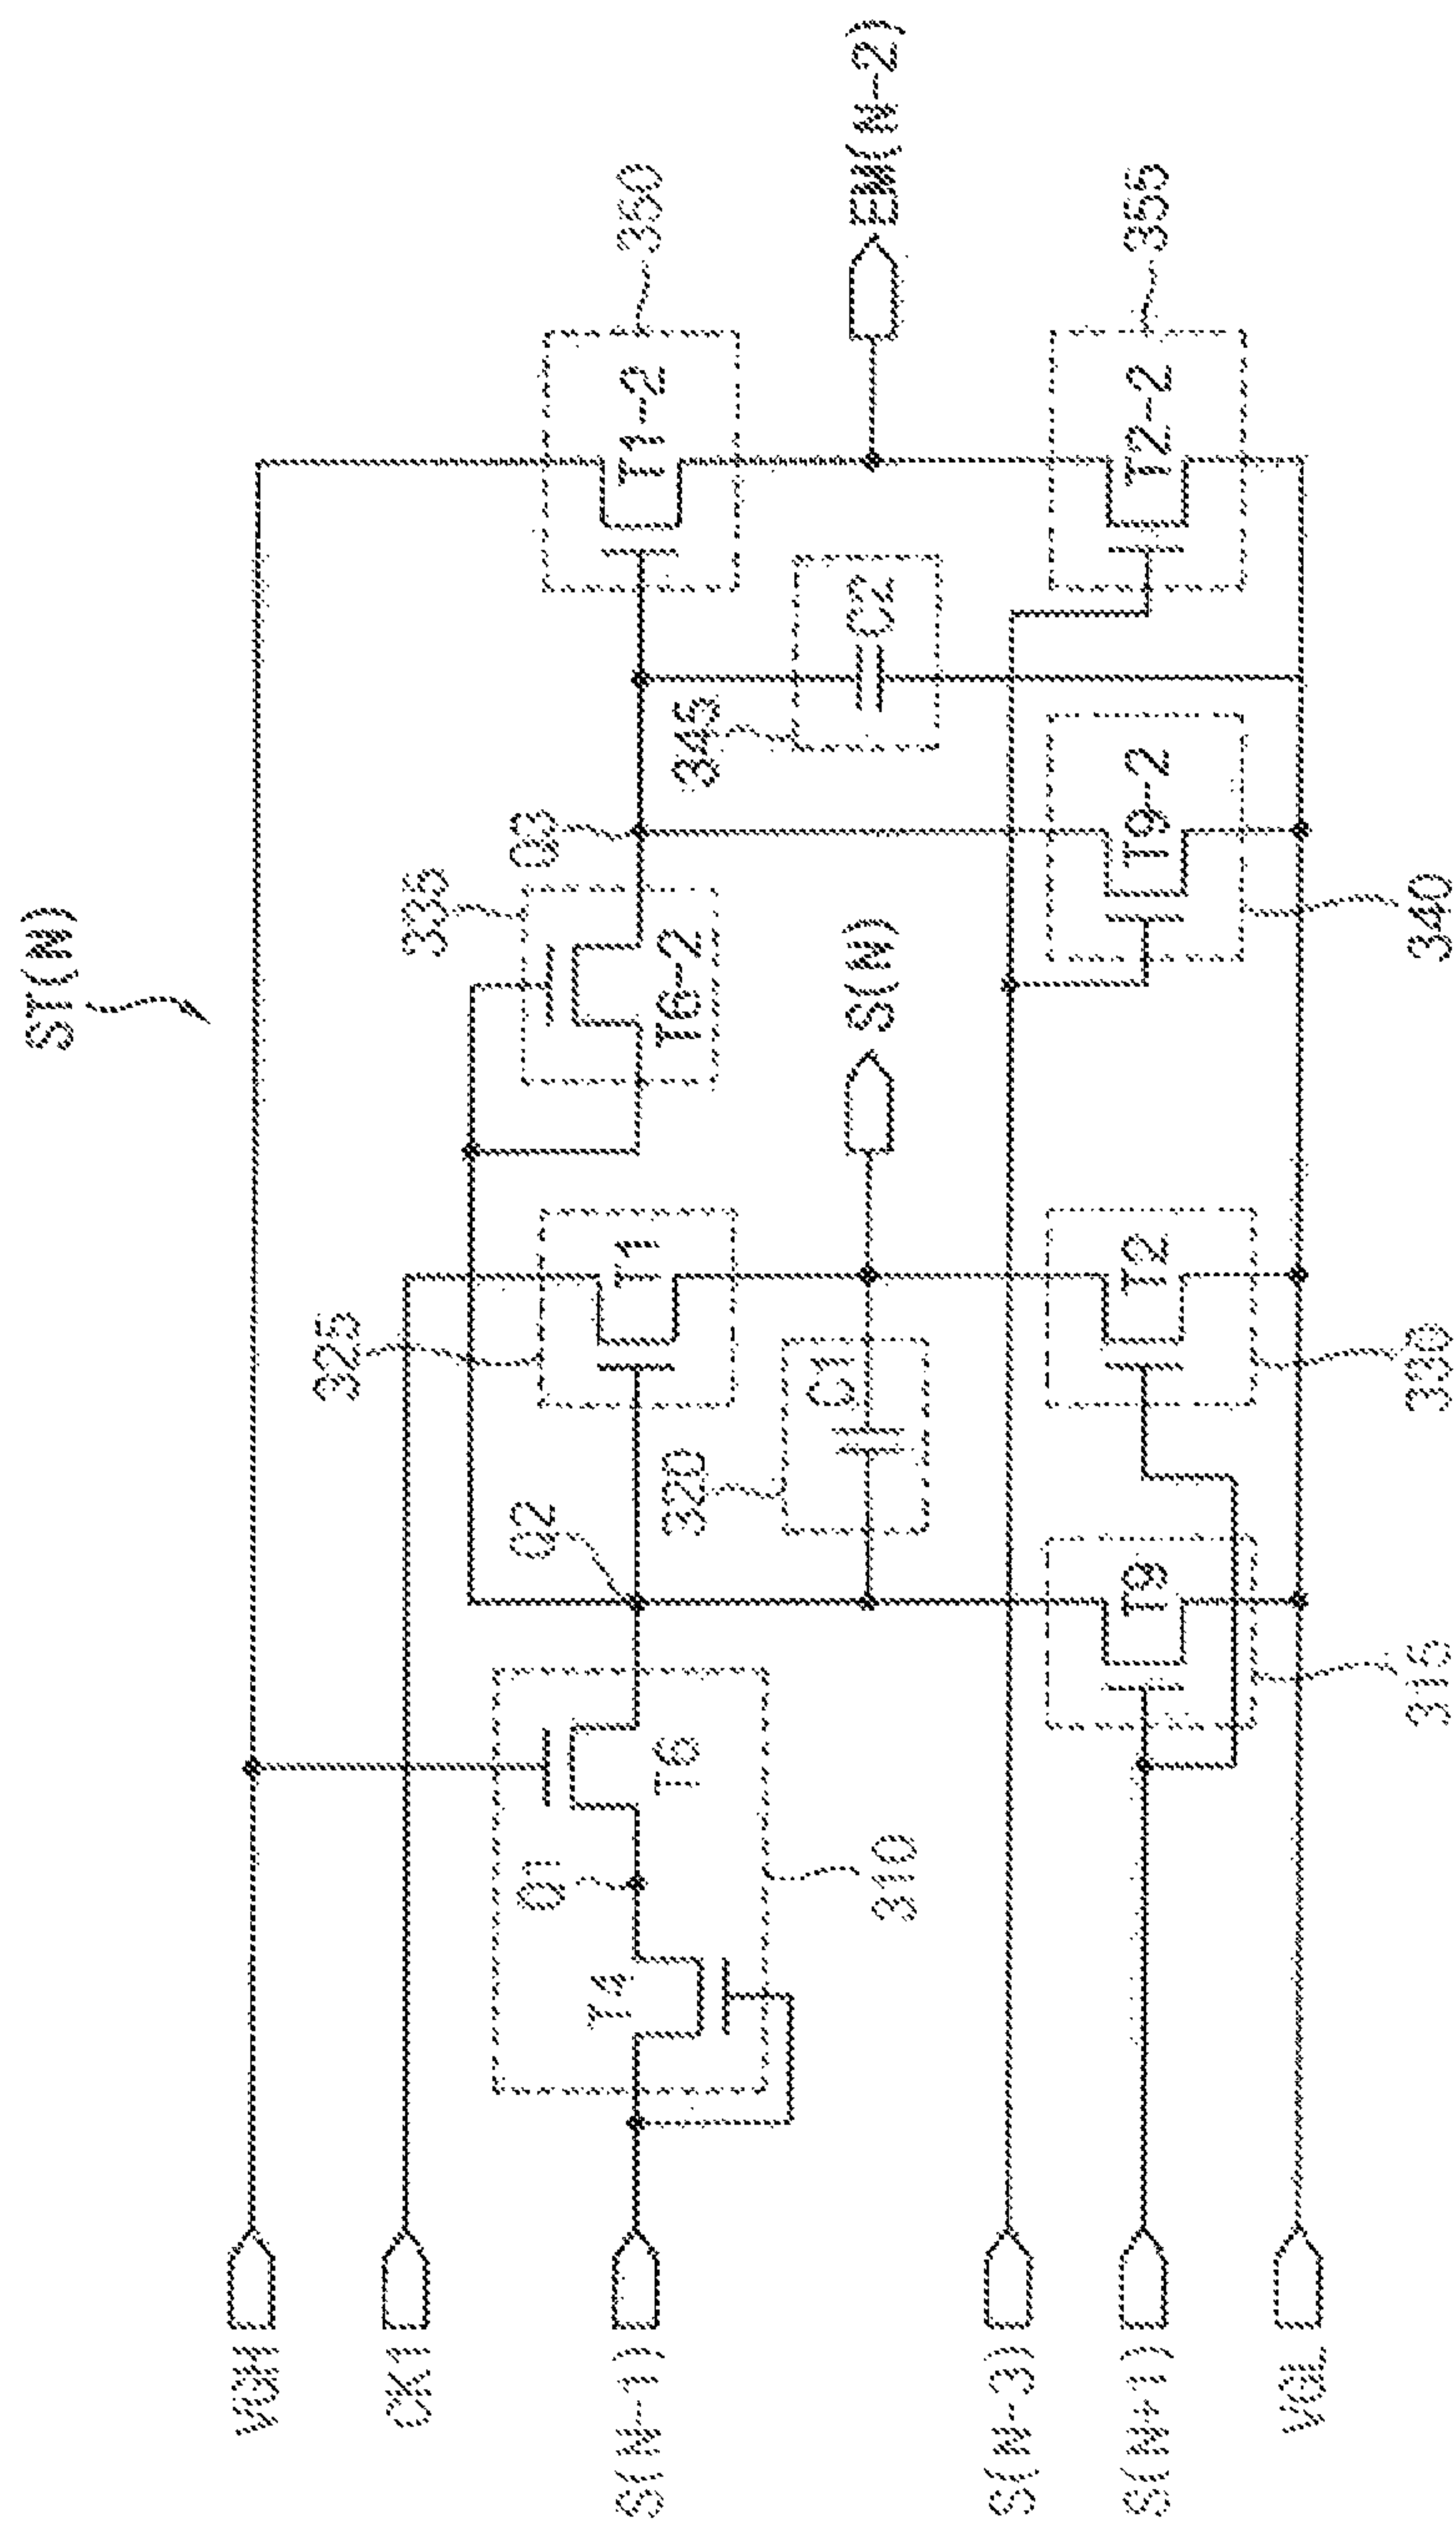 ST(N)
VGH
CK1
S(N-1)
S(N-3)
S(N+1)
VGL
325
335
Q1
Q2
Q3
T4
T6
T1
T6-2
T1-2
350
310
320
C1
345
C2
S(N)
EM(N-2)
T9
T2
T9-2
T2-2
355
315
330
340